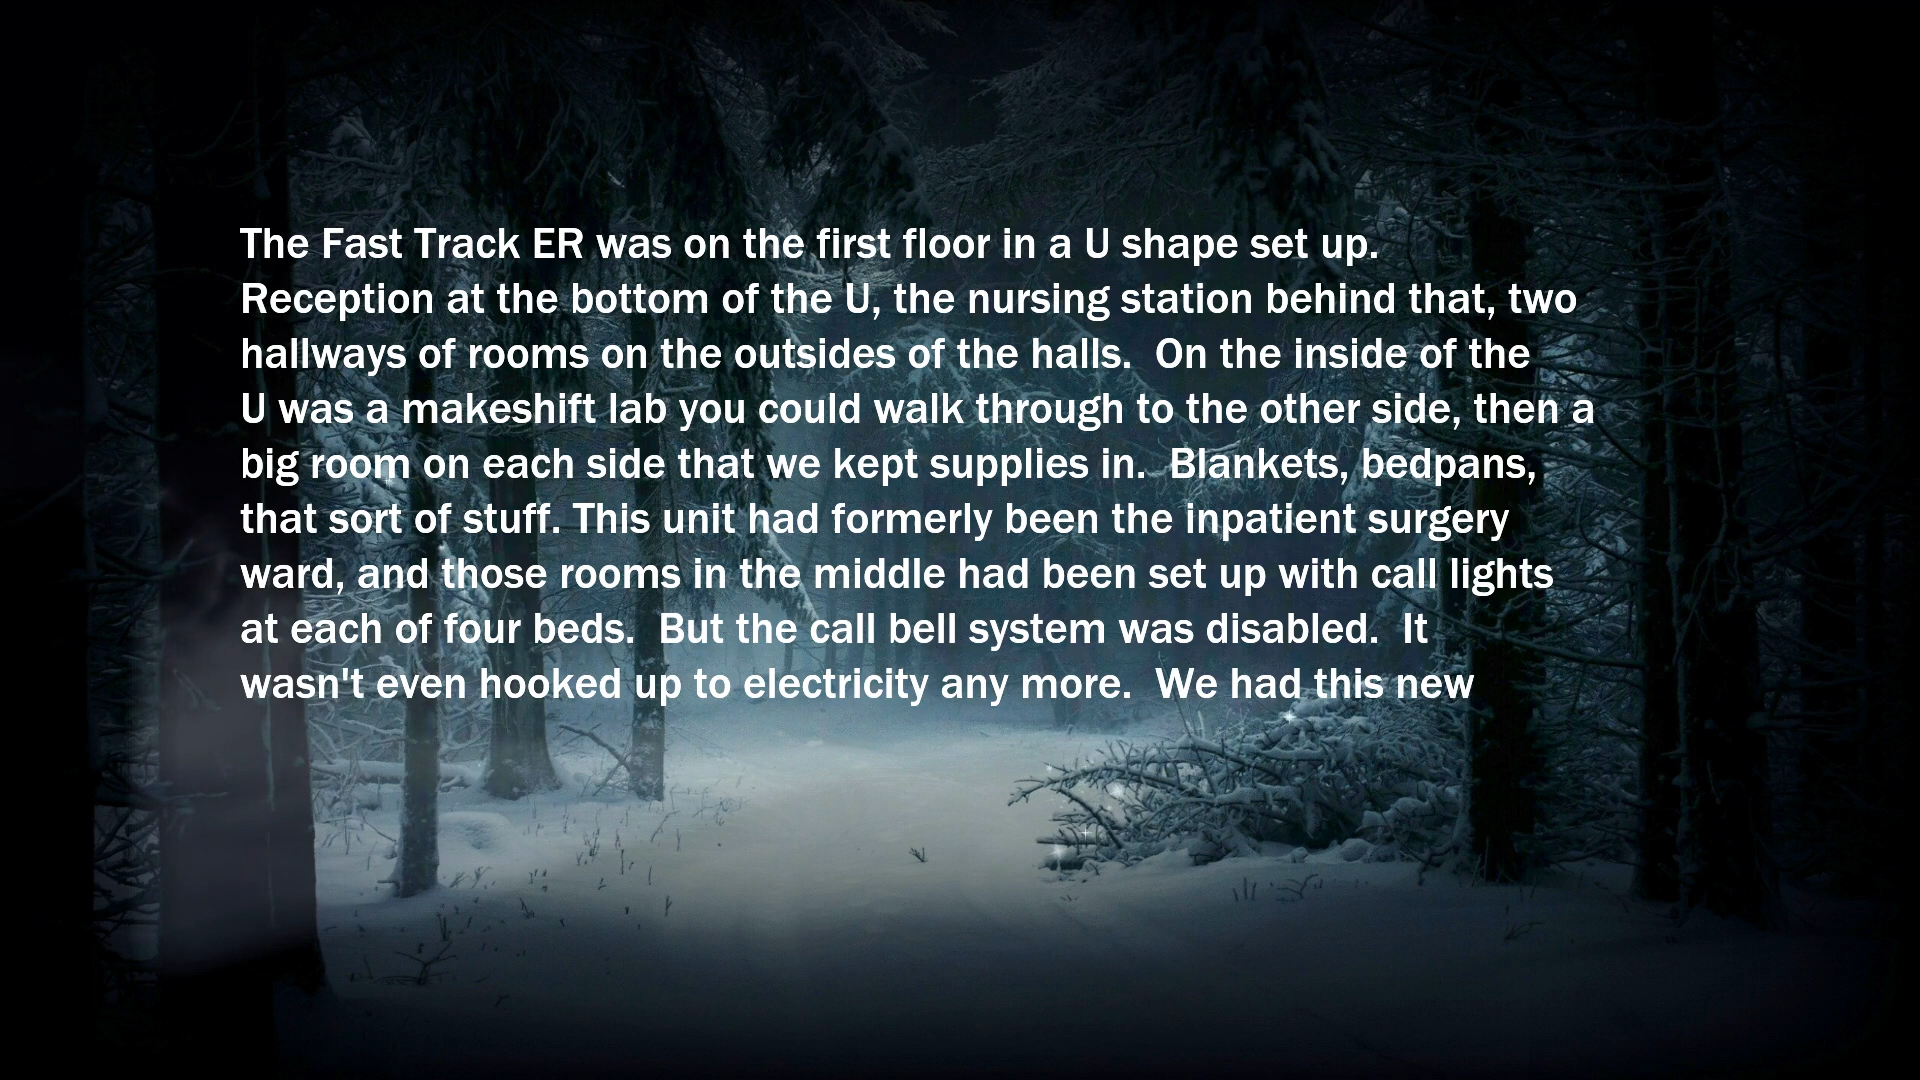 The Fast Track ER was on the first floor in a U shape set up.
Reception at the bottom of the U, the nursing station behind that, two
hallways of rooms on the outsides of the halls.  On the inside of the
U was a makeshift lab you could walk through to the other side, then a
big room on each side that we kept supplies in.  Blankets, bedpans,
that sort of stuff. This unit had formerly been the inpatient surgery
ward, and those rooms in the middle had been set up with call lights
at each of four beds.  But the call bell system was disabled.  It
wasn't even hooked up to electricity any more.  We had this new